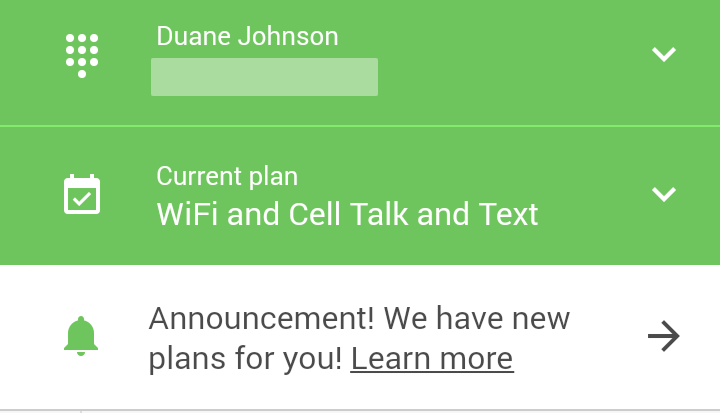 Duane Johnson
Current plan
WiFi and Cell Talk and Text
Announcement! We have new
plans for you! Learn more